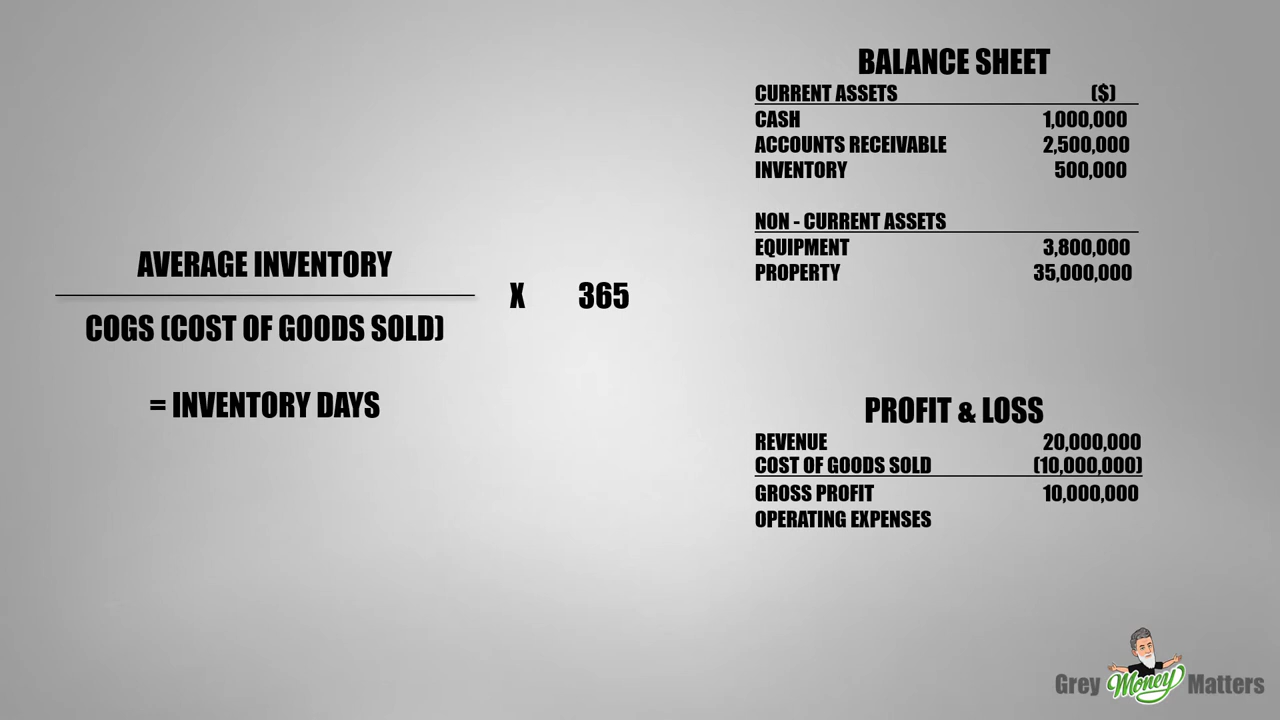 AVERAGE INVENTORY
COGS (COST OF GOODS SOLD)
X 365
= INVENTORY DAYS
BALANCE SHEET
CURRENT ASSETS ($)
CASH 1,000,000
ACCOUNTS RECEIVABLE 2,500,000
INVENTORY 500,000
NON - CURRENT ASSETS
EQUIPMENT 3,800,000
PROPERTY 35,000,000
PROFIT & LOSS
REVENUE 20,000,000
COST OF GOODS SOLD (10,000,000)
GROSS PROFIT 10,000,000
OPERATING EXPENSES
Grey Money Matters